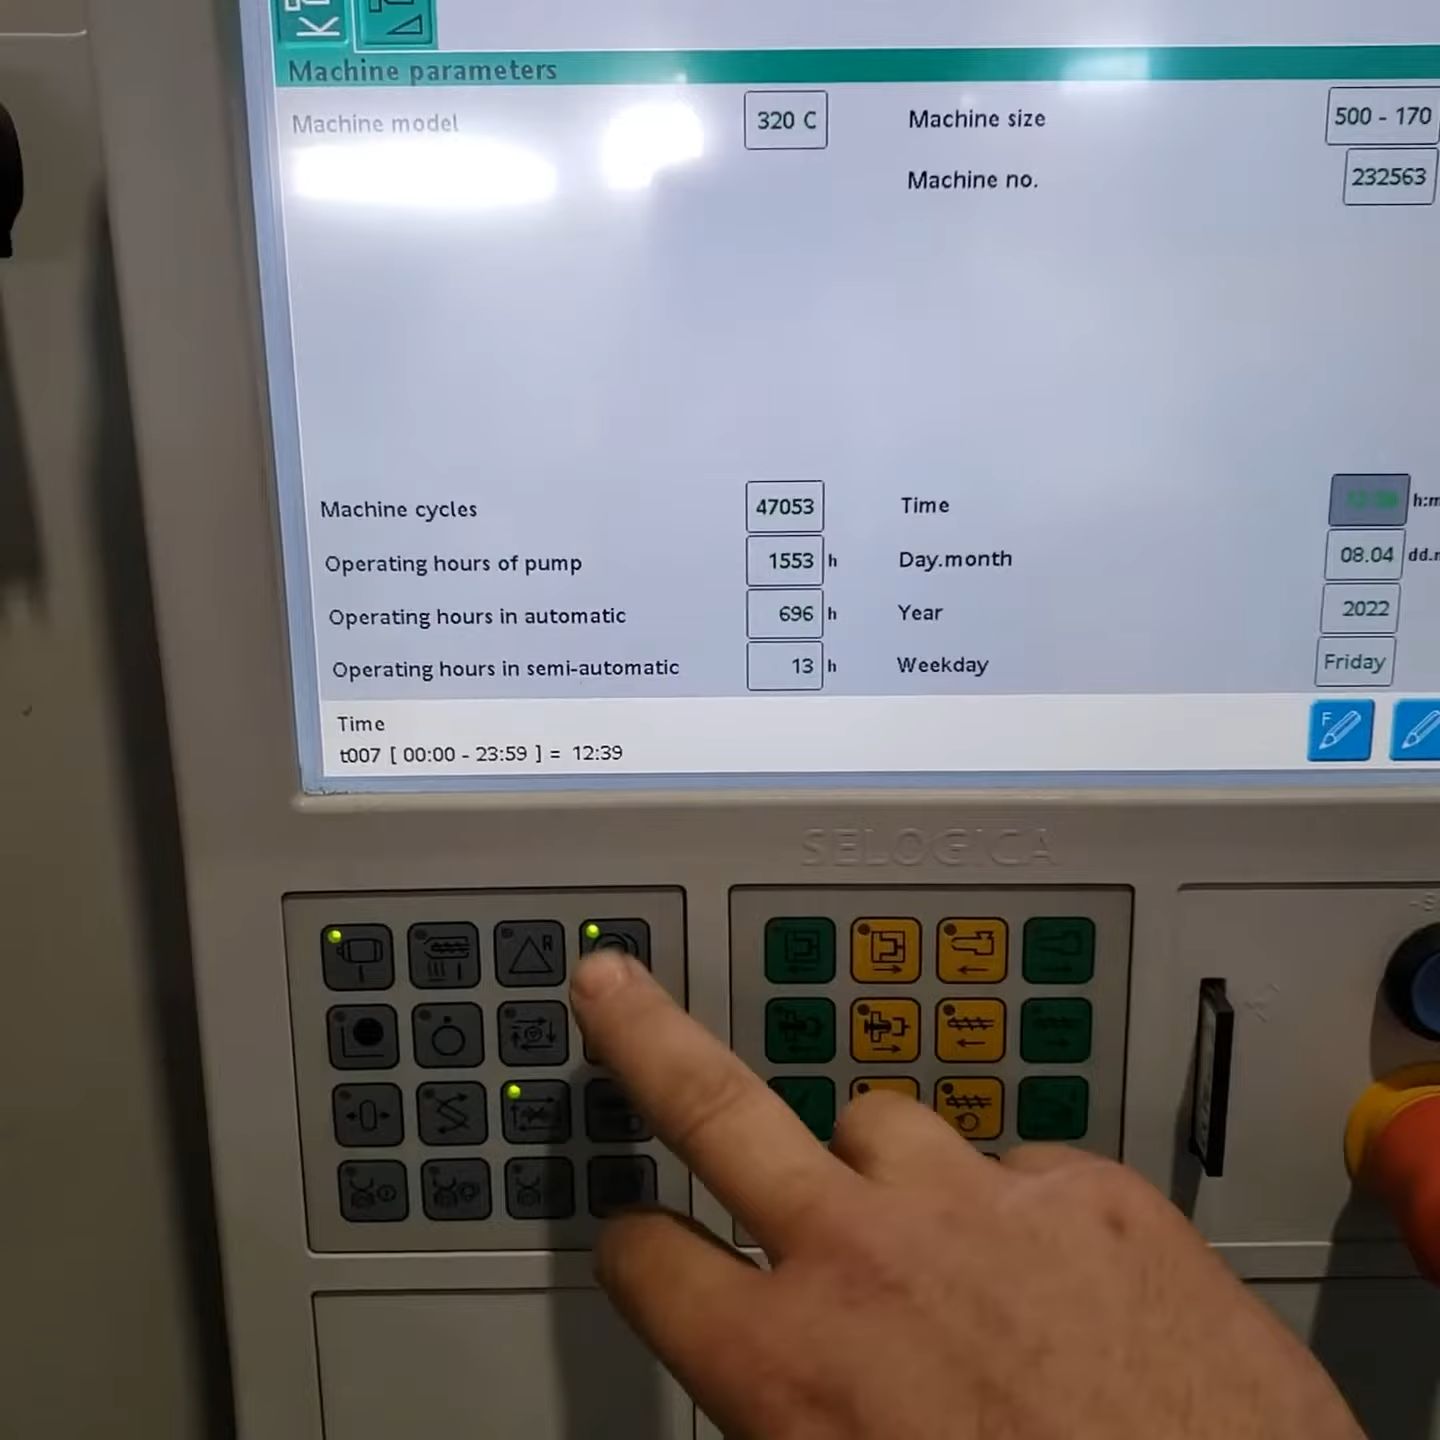 Machine parameters
Machine model 320 C Machine size 500 - 170
Machine no. 232563
Machine cycles 47053 Time
Operating hours of pump 1553 h Day.month 08.04
Operating hours in automatic 696 h Year 2022
Operating hours in semi-automatic 13 h Weekday Friday
Time
t007 [ 00:00 - 23:59 ] = 12:39
F
SELOGICA
R